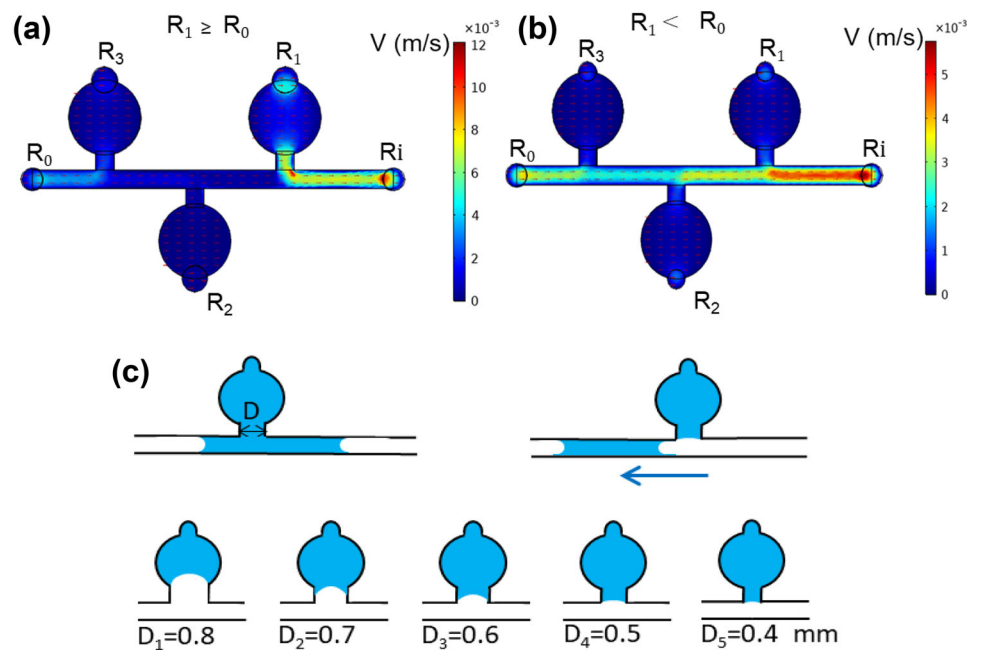 (a)
R₁ ≥ R₀
V (m/s)
×10⁻³
12
10
8
6
4
2
0
R₃
R₁
R₀
Ri
R₂
(b)
R₁ < R₀
V (m/s)
×10⁻³
5
4
3
2
1
0
R₃
R₁
R₀
Ri
R₂
(c)
D
D₁=0.8 D₂=0.7 D₃=0.6 D₄=0.5 D₅=0.4 mm